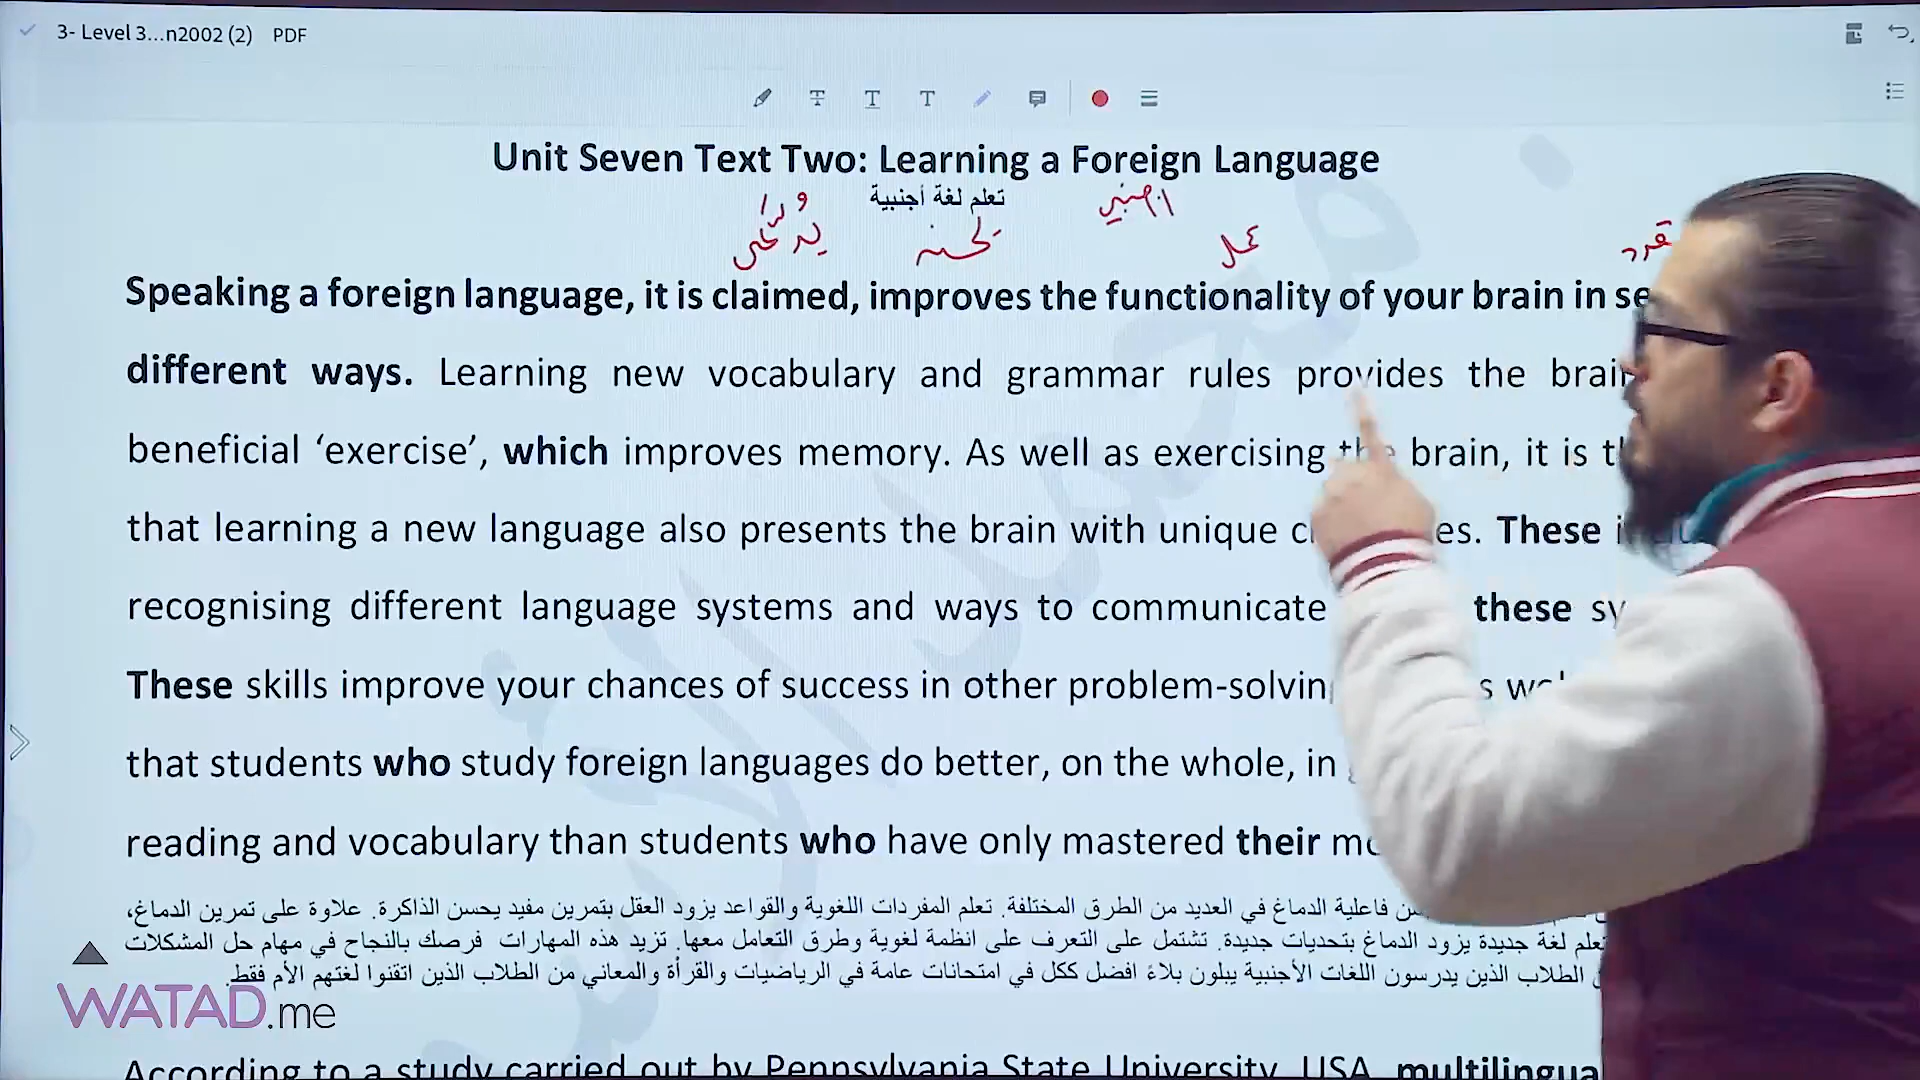 3- Level 3...n2002 (2) PDF
Unit Seven Text Two: Learning a Foreign Language
تعلم لغة أجنبية
اجنبي
يُدعى
يحسن
عمل
Speaking a foreign language, it is claimed, improves the functionality of your brain in se
different ways. Learning new vocabulary and grammar rules provides the brain
beneficial ‘exercise’, which improves memory. As well as exercising the brain, it is
that learning a new language also presents the brain with unique These
recognising different language systems and ways to communicate these
These skills improve your chances of success in other problem-solving
that students who study foreign languages do better, on the whole, in
reading and vocabulary than students who have only mastered their
فاعلية الدماغ في العديد من الطرق المختلفة. تعلم المفردات اللغوية والقواعد يزود العقل بتمرين مفيد يحسن الذاكرة. علاوة على تمرين الدماغ،
تعلم لغة جديدة يزود الدماغ بتحديات جديدة. تشتمل على التعرف على انظمة لغوية وطرق التعامل معها. تزيد هذه المهارات فرصك بالنجاح في مهام حل المشكلات
الطلاب الذين يدرسون اللغات الأجنبية يبلون بلاءً افضل ككل في امتحانات عامة في الرياضيات والقرأة والمعاني من الطلاب الذين اتقنوا لغتهم الأم فقط.
WATAD.me
According to a study carried out by Pennsylvania State University, USA, multilingua